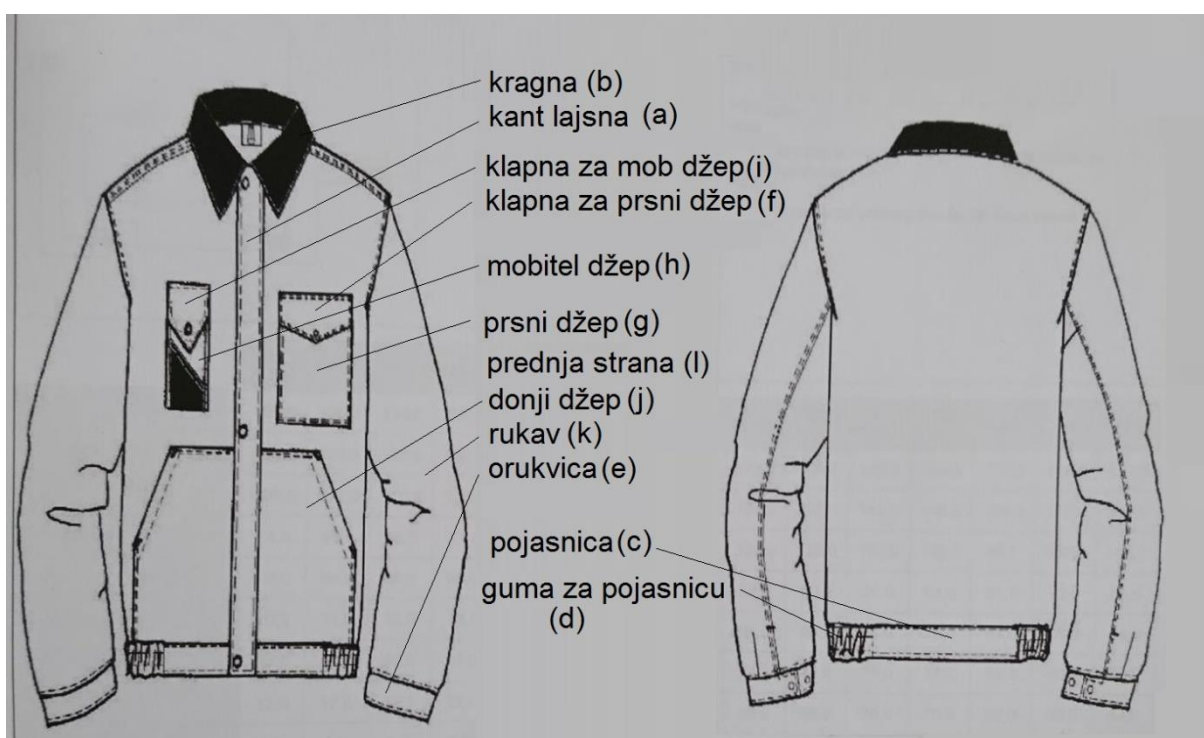 kragna (b)
kant lajsna (a)
klapna za mob džep(i)
klapna za prsni džep (f)
mobitel džep (h)
prsni džep (g)
prednja strana (l)
donji džep (j)
rukav (k)
orukvica (e)
pojasnica (c)
guma za pojasnicu
(d)